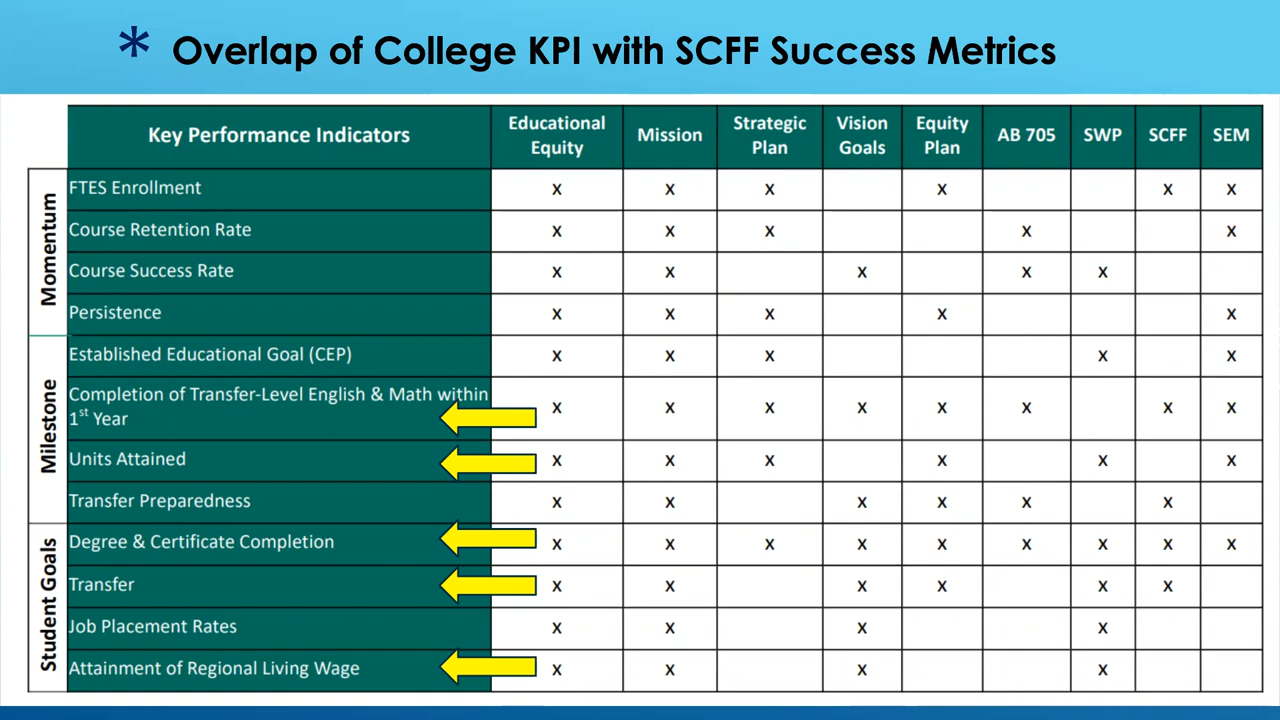 * Overlap of College KPI with SCFF Success Metrics
Key Performance Indicators Educational Equity Mission Strategic Plan Vision Goals Equity Plan AB 705 SWP SCFF SEM
Momentum
FTES Enrollment x x x x x x
Course Retention Rate x x x x x
Course Success Rate x x x x x
Persistence x x x x x
Milestone
Established Educational Goal (CEP) x x x x x
Completion of Transfer-Level English & Math within
1st Year x x x x x x x x
Units Attained x x x x x x
Transfer Preparedness x x x x x x
Student Goals
Degree & Certificate Completion x x x x x x x x x
Transfer x x x x x x
Job Placement Rates x x x x
Attainment of Regional Living Wage x x x x